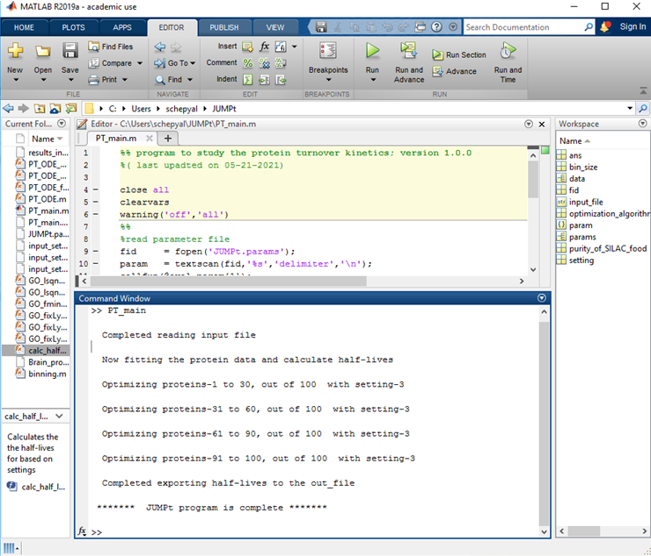 MATLAB R2019a - academic use
HOME PLOTS APPS EDITOR PUBLISH VIEW Search Documentation Sign In
New Open Save Find Files Compare Print
Go To Find
Insert fx
Comment
Indent
Breakpoints
Run Run and Advance Run Section Advance Run and Time
FILE NAVIGATE EDIT BREAKPOINTS RUN
C: Users schepyal JUMPt
Current Fol...
Name
results_in...
PT_ODE_...
PT_ODE_...
PT_ODE_f...
PT_ODE.m
PT_main.m
PT_main....
JUMPt.pa...
input_set...
input_set...
input_set...
GO_lsqn...
GO_lsqn...
GO_fmin...
GO_fixLy...
GO_fixLy...
GO_fixLy...
calc_half...
Brain_pro...
binning.m
calc_half_l...
Calculates the
the half-lives
for based on
settings
calc_half_l...
Editor - C:\Users\schepyal\JUMPt\PT_main.m
PT_main.m
1 %% program to study the protein turnover kinetics; version 1.0.0
2 %( last upadted on 05-21-2021)
3
4 close all
5 clearvars
6 warning('off','all')
7 %%
8 %read parameter file
9 fid = fopen('JUMPt.params');
10 param = textscan(fid,'%s','delimiter','\n');
Command Window
>> PT_main
Completed reading input file
Now fitting the protein data and calculate half-lives
Optimizing proteins-1 to 30, out of 100 with setting-3
Optimizing proteins-31 to 60, out of 100 with setting-3
Optimizing proteins-61 to 90, out of 100 with setting-3
Optimizing proteins-91 to 100, out of 100 with setting-3
Completed exporting half-lives to the out_file
******* JUMPt program is complete *******
fx >>
Workspace
Name
ans
bin_size
data
fid
input_file
optimization_algorithm
param
params
purity_of_SILAC_food
setting